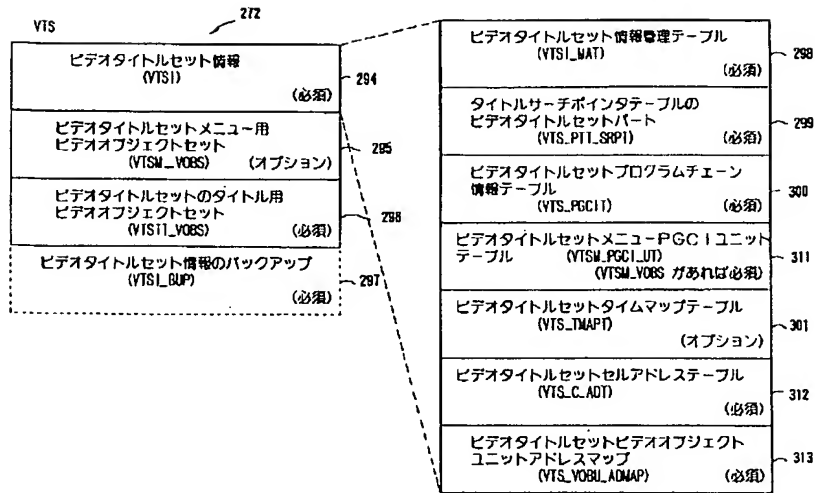 VTS
272
ビデオタイトルセット情報
(VTSI)
(必須)
294
ビデオタイトルセットメニュー用
ビデオオブジェクトセット
(VTSM_VOBS) (オプション)
295
ビデオタイトルセットのタイトル用
ビデオオブジェクトセット
(VTSTT_VOBS) (必須)
296
ビデオタイトルセット情報のバックアップ
(VTSI_BUP)
(必須)
297
ビデオタイトルセット情報管理テーブル
(VTSI_MAT)
(必須)
298
タイトルサーチポインタテーブルの
ビデオタイトルセットパート
(VTS_PTT_SRPT) (必須)
299
ビデオタイトルセットプログラムチェーン
情報テーブル
(VTS_PGCIT) (必須)
300
ビデオタイトルセットメニューPGCIユニット
テーブル (VTSM_PGCI_UT)
(VTSM_VOBS があれば必須)
311
ビデオタイトルセットタイムマップテーブル
(VTS_TMAPT)
(オプション)
301
ビデオタイトルセットセルアドレステーブル
(VTS_C_ADT)
(必須)
312
ビデオタイトルセットビデオオブジェクト
ユニットアドレスマップ
(VTS_VOBU_ADMAP) (必須)
313